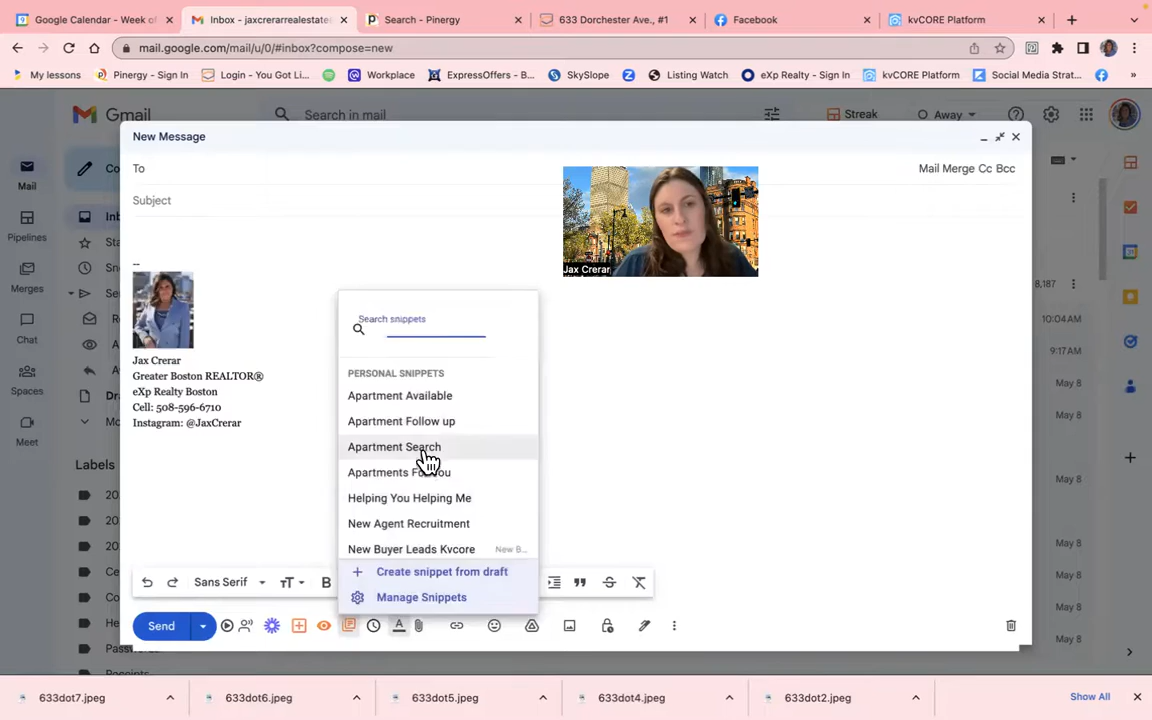 Google Calendar - Week of
Inbox - jaxcrerarrealestate
Search - Pinergy
633 Dorchester Ave., #1
Facebook
kvCORE Platform
mail.google.com/mail/u/0/#inbox?compose=new
My lessons
Pinergy - Sign In
Login - You Got Li...
Workplace
ExpressOffers - B...
SkySlope
Listing Watch
eXp Realty - Sign In
kvCORE Platform
Social Media Strat...
Gmail
Search in mail
Streak
Away
Mail
Pipelines
Merges
Chat
Spaces
Meet
Labels
8,187
10:04 AM
9:17 AM
May 8
May 8
May 8
May 8
May 8
May 8
May 8
New Message
To
Mail Merge Cc Bcc
Subject
Jax Crerar
--
Jax Crerar
Greater Boston REALTOR®
eXp Realty Boston
Cell: 508-596-6710
Instagram: @JaxCrerar
Search snippets
PERSONAL SNIPPETS
Apartment Available
Apartment Follow up
Apartment Search
Apartments For You
Helping You Helping Me
New Agent Recruitment
New Buyer Leads Kvcore New B...
+ Create snippet from draft
Manage Snippets
Sans Serif
B
Send
633dot7.jpeg
633dot6.jpeg
633dot5.jpeg
633dot4.jpeg
633dot2.jpeg
Show All